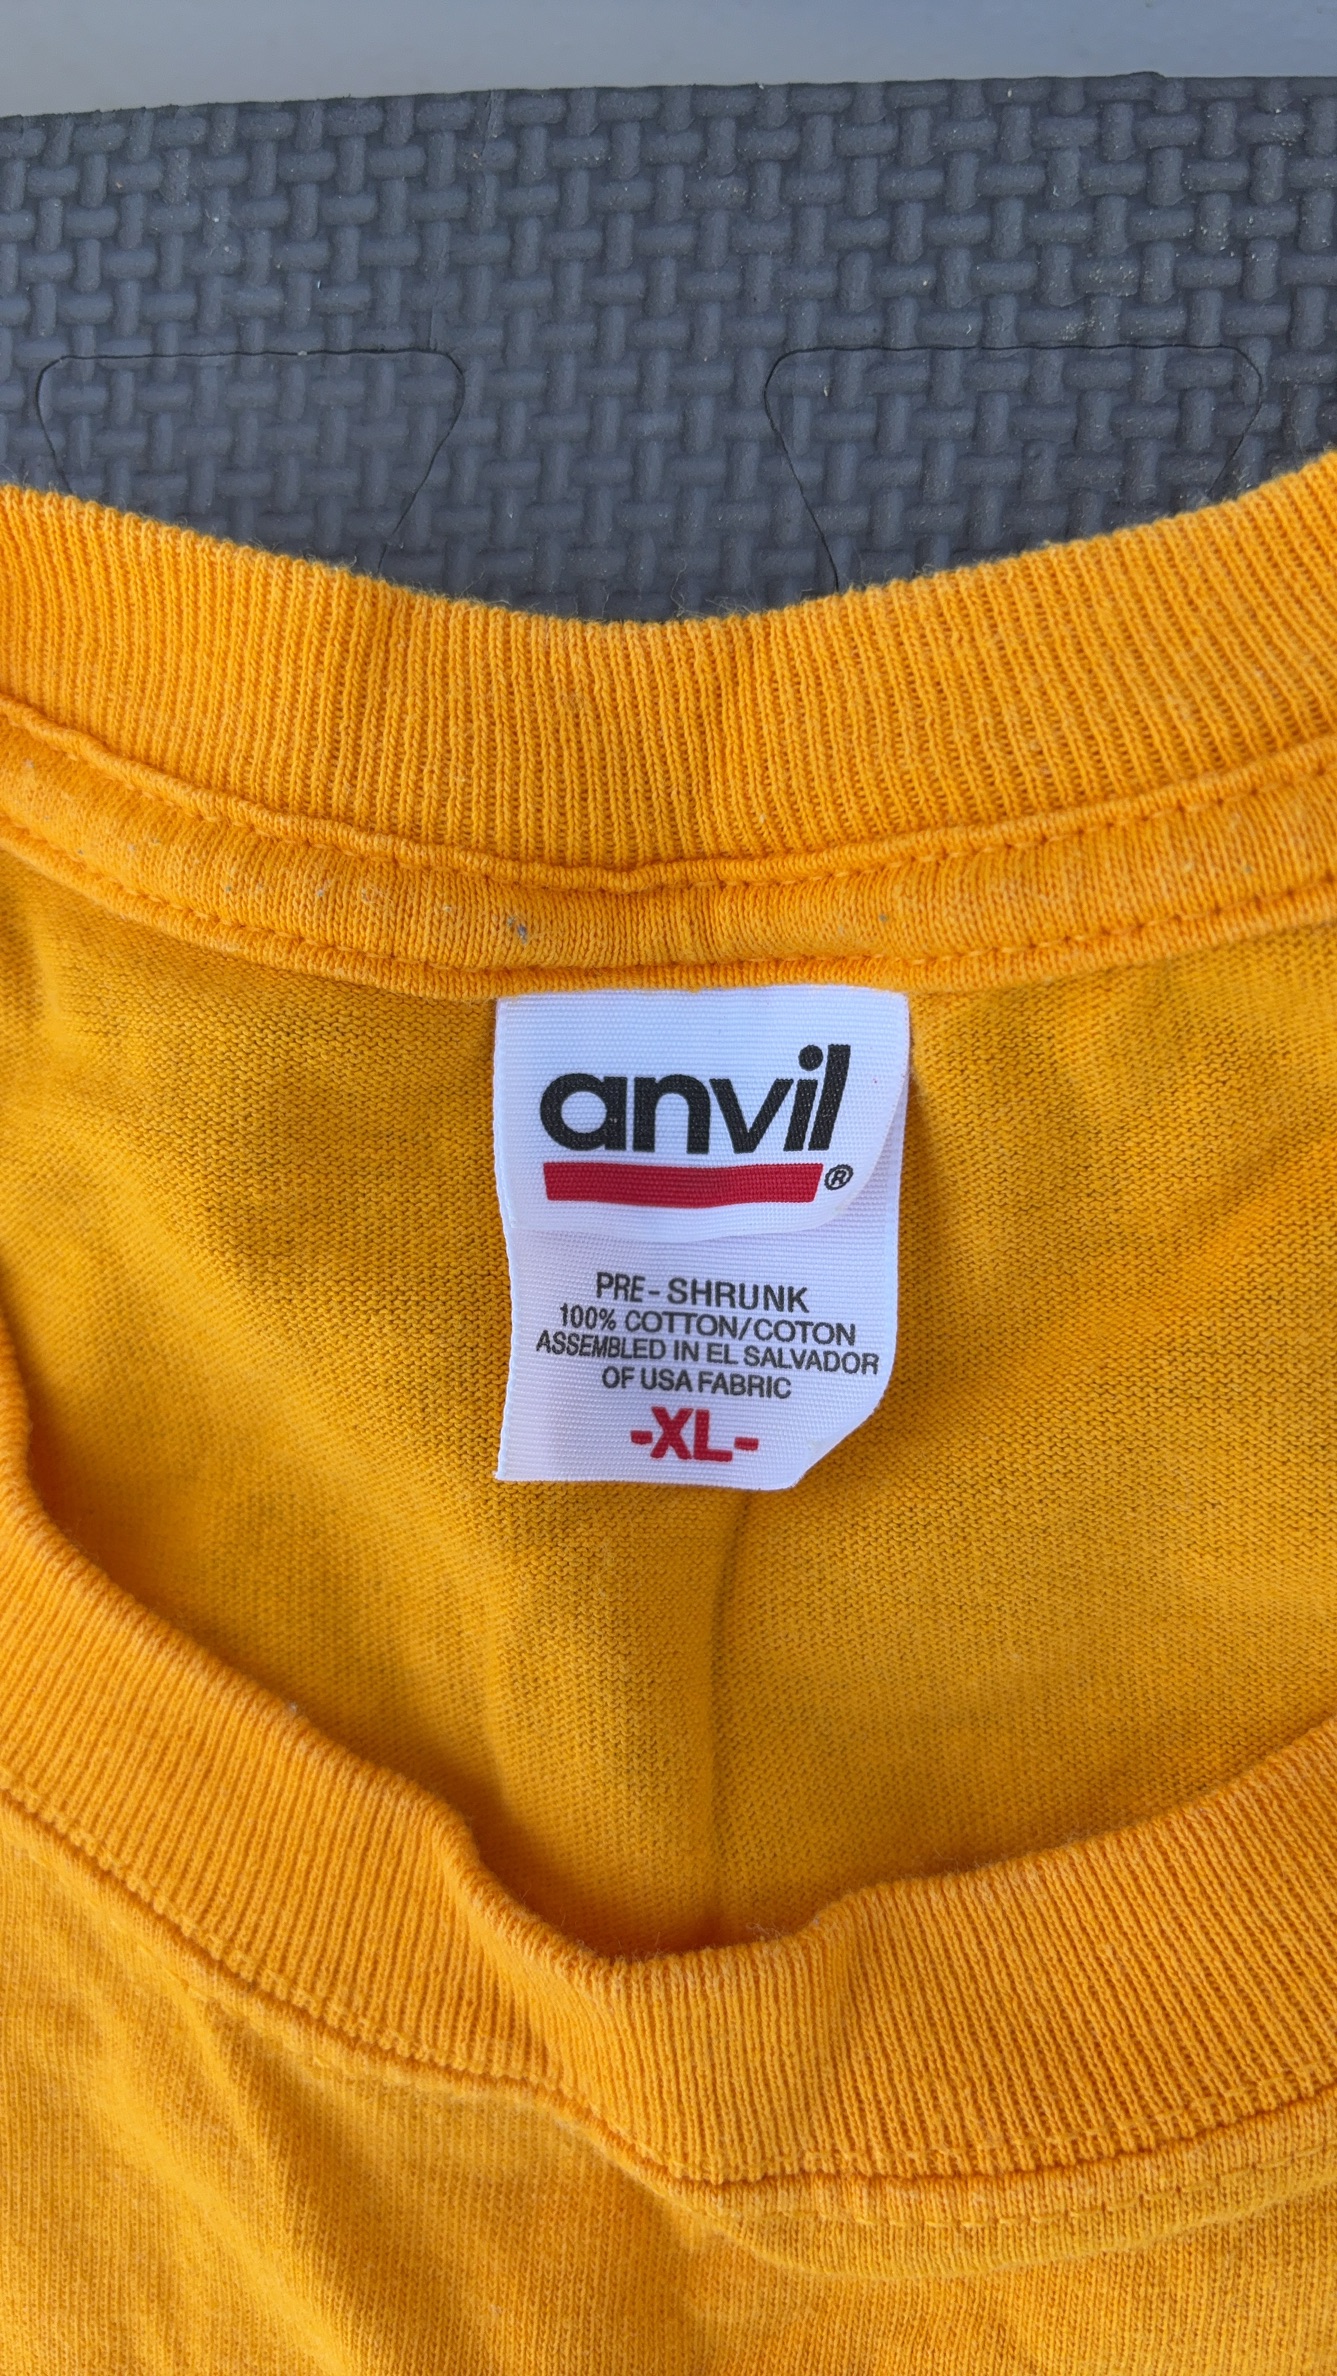 anvil
®
PRE-SHRUNK
100% COTTON/COTON
ASSEMBLED IN EL SALVADOR
OF USA FABRIC
-XL-